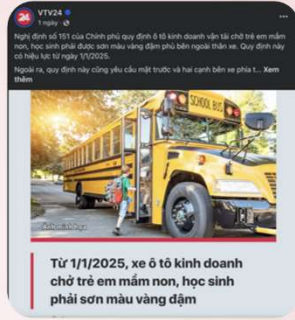 VTV24
1 ngày
Nghị định số 151 của Chính phủ quy định ô tô kinh doanh vận tải chở trẻ em mầm
non, học sinh phải được sơn màu vàng đậm phủ bên ngoài thân xe. Quy định này
có hiệu lực từ ngày 1/1/2025.
Ngoài ra, quy định này cũng yêu cầu mặt trước và hai cạnh bên xe phía t... Xem
thêm
SCHOOL BUS
Ảnh minh họa
Từ 1/1/2025, xe ô tô kinh doanh
chở trẻ em mầm non, học sinh
phải sơn màu vàng đậm